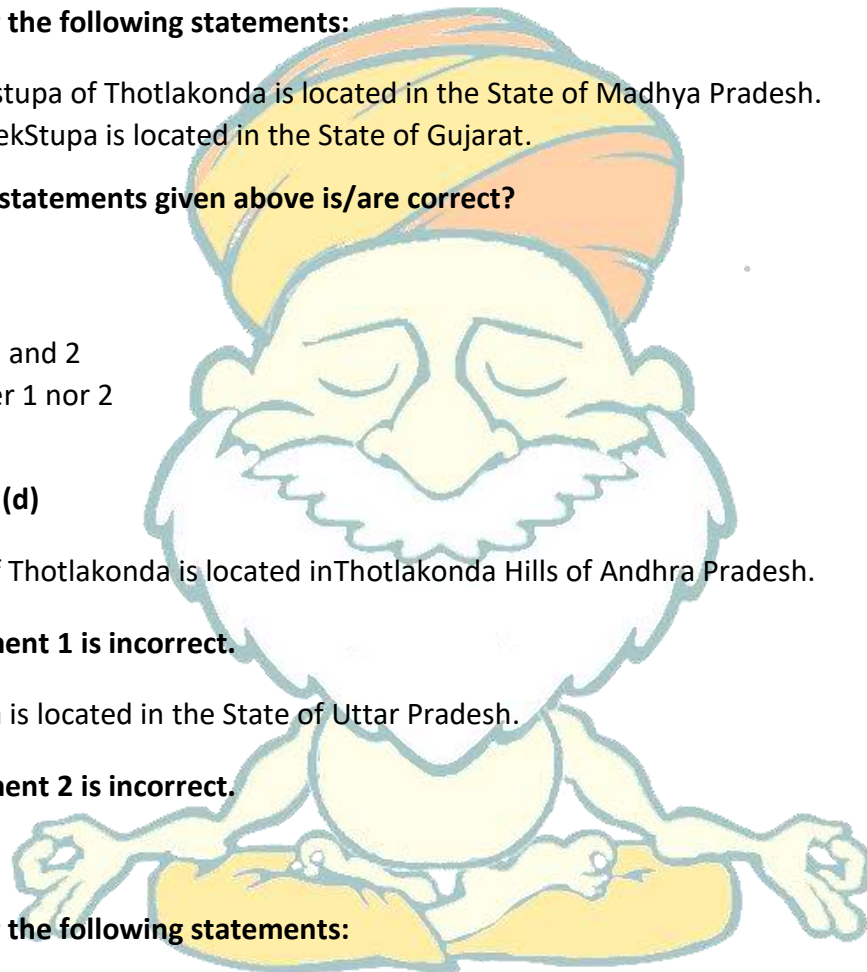 the following statements:
stupa of Thotlakonda is located in the State of Madhya Pradesh.
ekStupa is located in the State of Gujarat.
statements given above is/are correct?
and 2
er 1 nor 2
(d)
f Thotlakonda is located inThotlakonda Hills of Andhra Pradesh.
ment 1 is incorrect.
is located in the State of Uttar Pradesh.
ment 2 is incorrect.
the following statements: